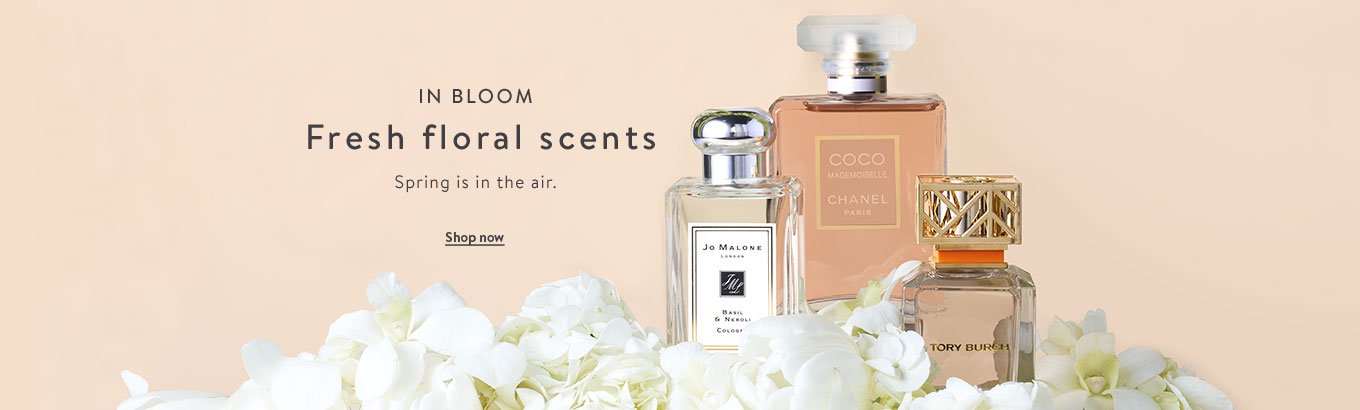 IN BLOOM
Fresh floral scents
Spring is in the air.
Shop now
COCO
MADEMOISELLE
CHANEL
PARIS
JO MALONE
LONDON
BASIL
& NEROLI
COLOGN
TORY BURCH